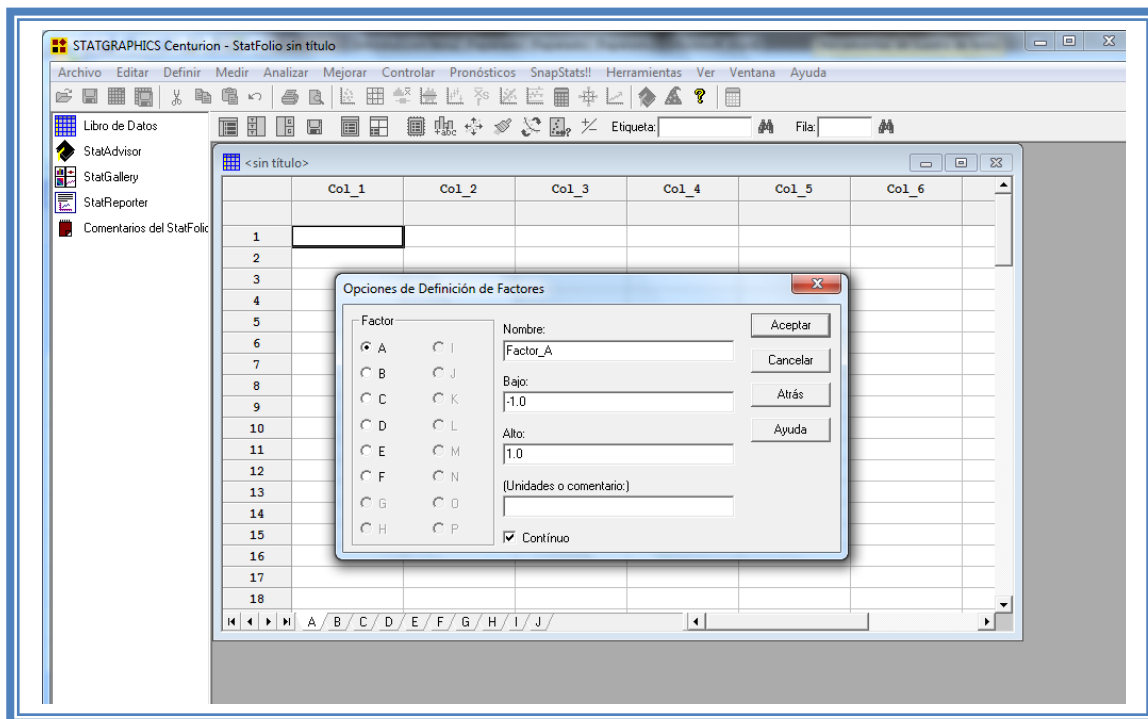 STATGRAPHICS Centurion - StatFolio sin título
Archivo Editar Definir Medir Analizar Mejorar Controlar Pronósticos SnapStats!! Herramientas Ver Ventana Ayuda
Libro de Datos
StatAdvisor
StatGallery
StatReporter
Comentarios del StatFolio
Etiqueta: Fila:
<sin título>
Col_1 Col_2 Col_3 Col_4 Col_5 Col_6
1
2
3
4
5
6
7
8
9
10
11
12
13
14
15
16
17
18
Opciones de Definición de Factores
Factor
A I
B J
C K
D L
E M
F N
G O
H P
Nombre:
Factor_A
Bajo:
-1.0
Alto:
1.0
(Unidades o comentario:)
Contínuo
Aceptar
Cancelar
Atrás
Ayuda
A B C D E F G H I J